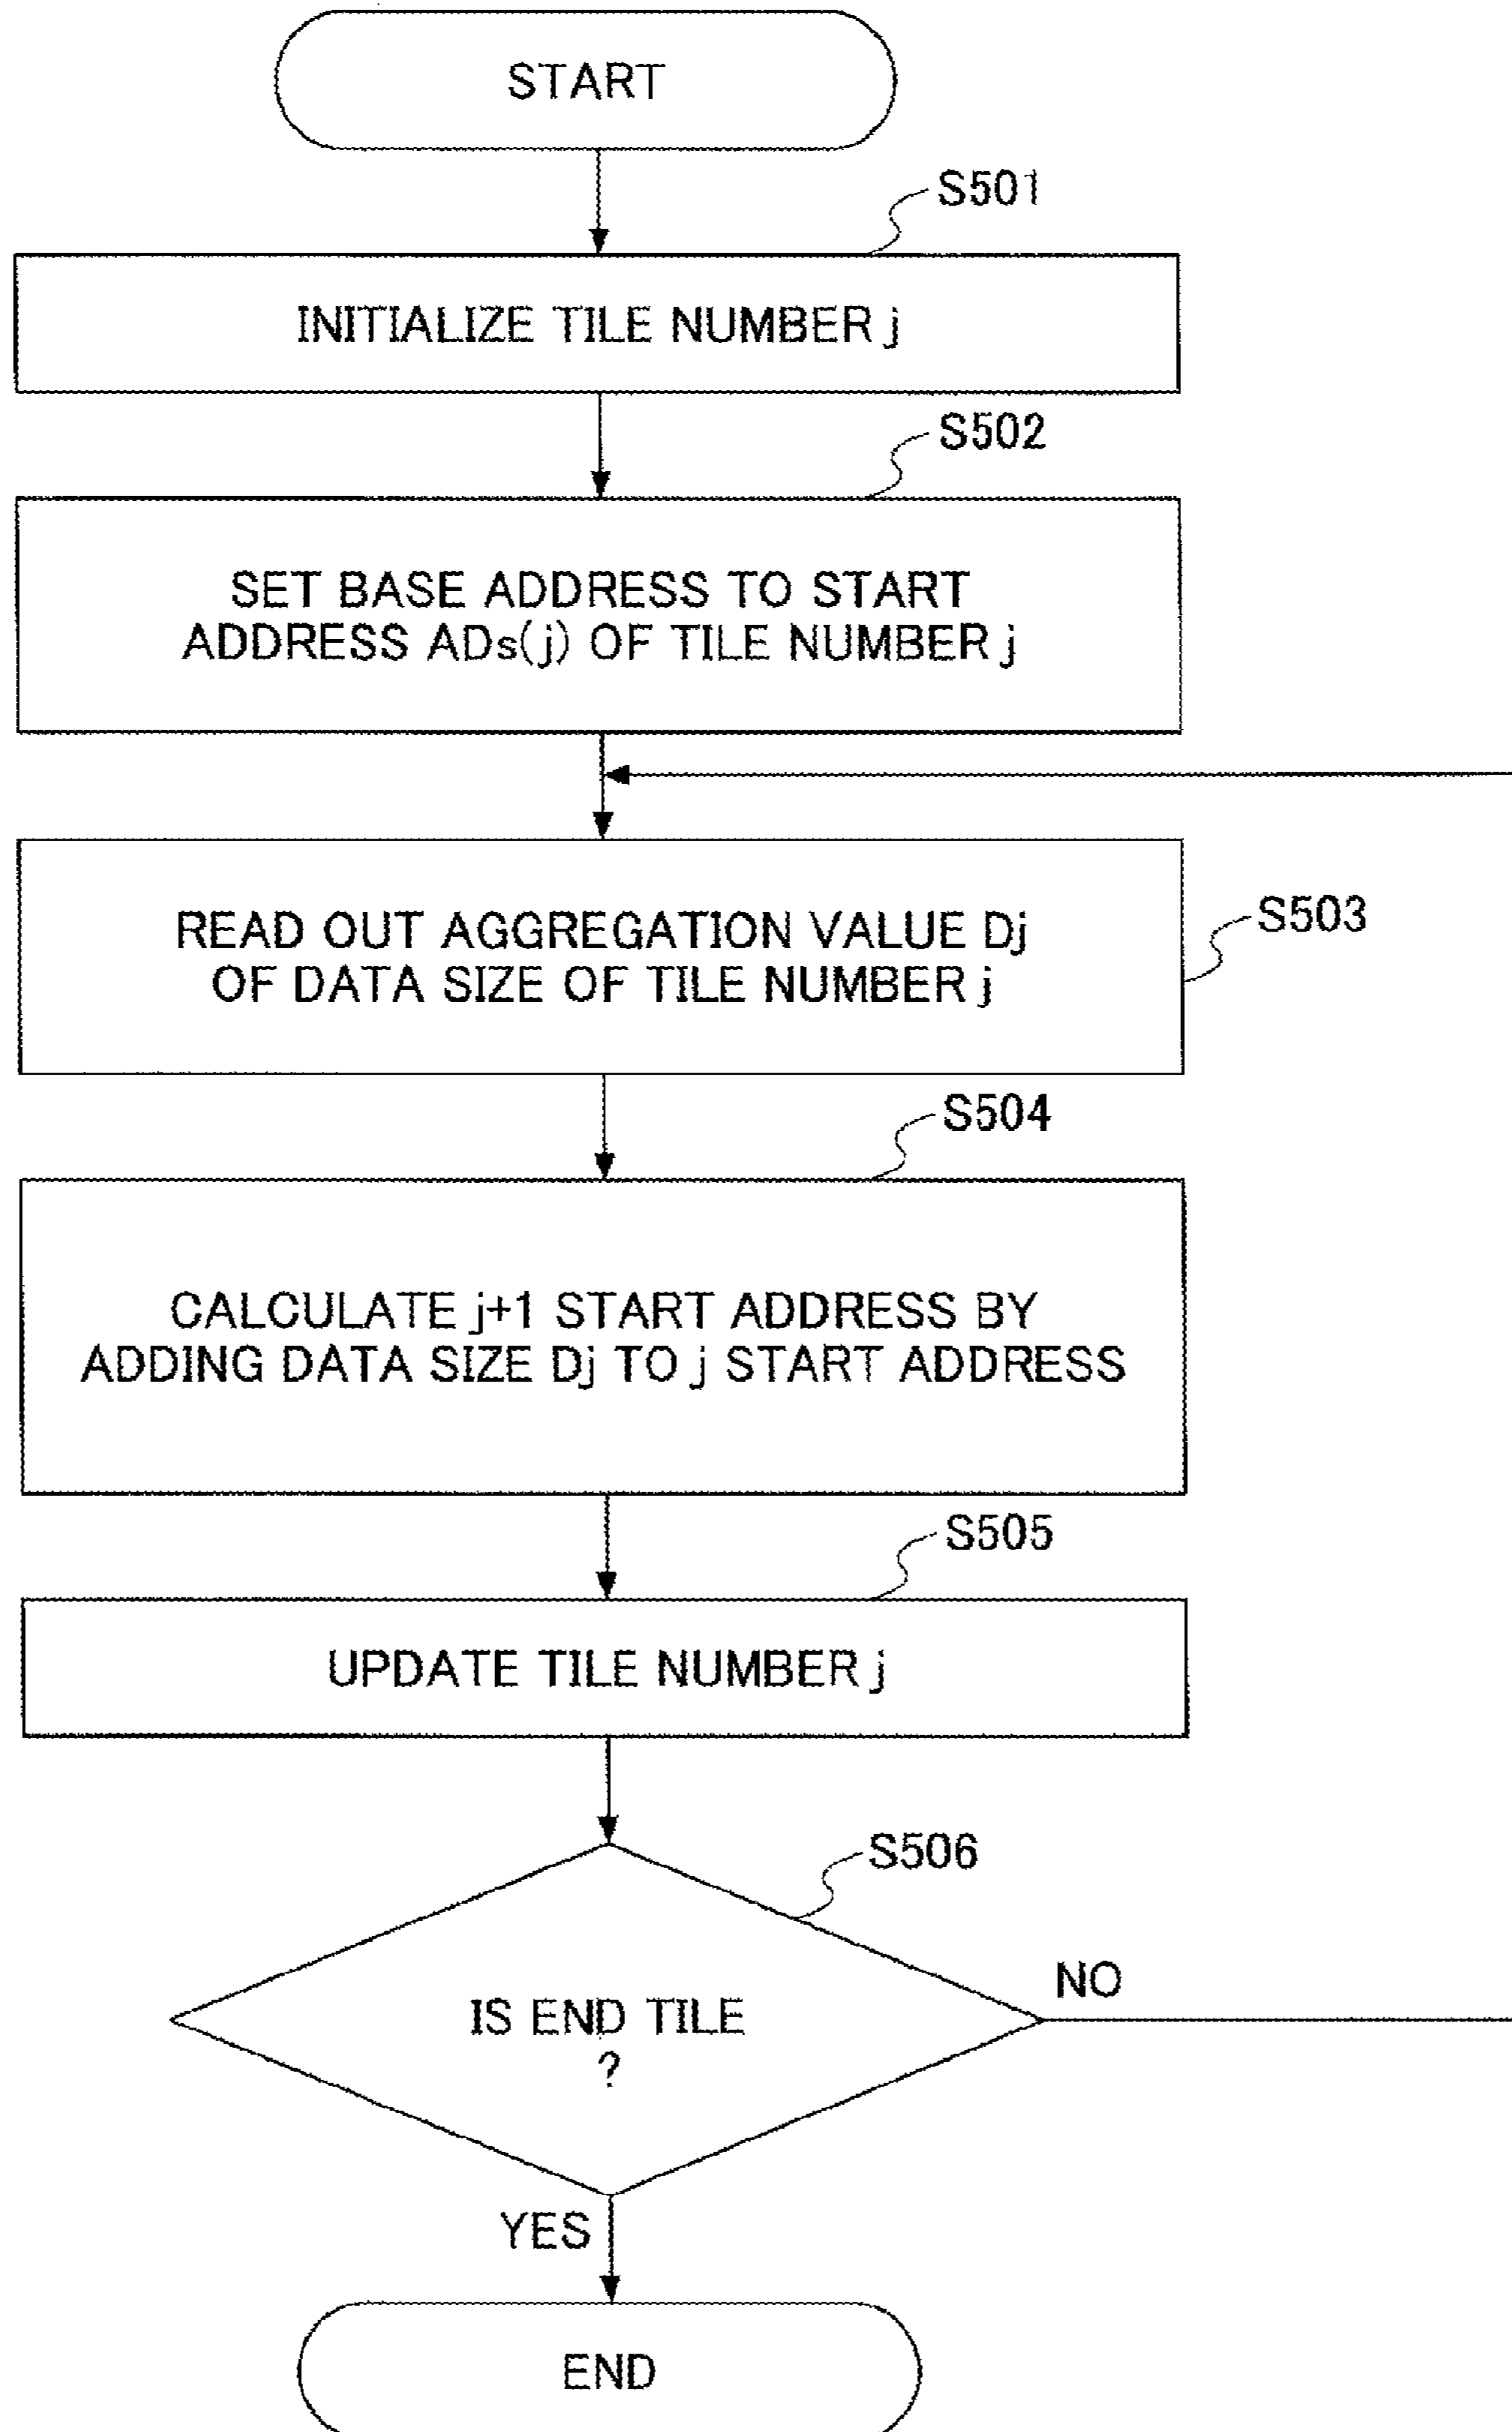 START
S501
INITIALIZE TILE NUMBER j
S502
SET BASE ADDRESS TO START
ADDRESS ADs(j) OF TILE NUMBER j
READ OUT AGGREGATION VALUE Dj
OF DATA SIZE OF TILE NUMBER j
S503
S504
CALCULATE j+1 START ADDRESS BY
ADDING DATA SIZE Dj TO j START ADDRESS
S505
UPDATE TILE NUMBER j
S506
IS END TILE
?
NO
YES
END